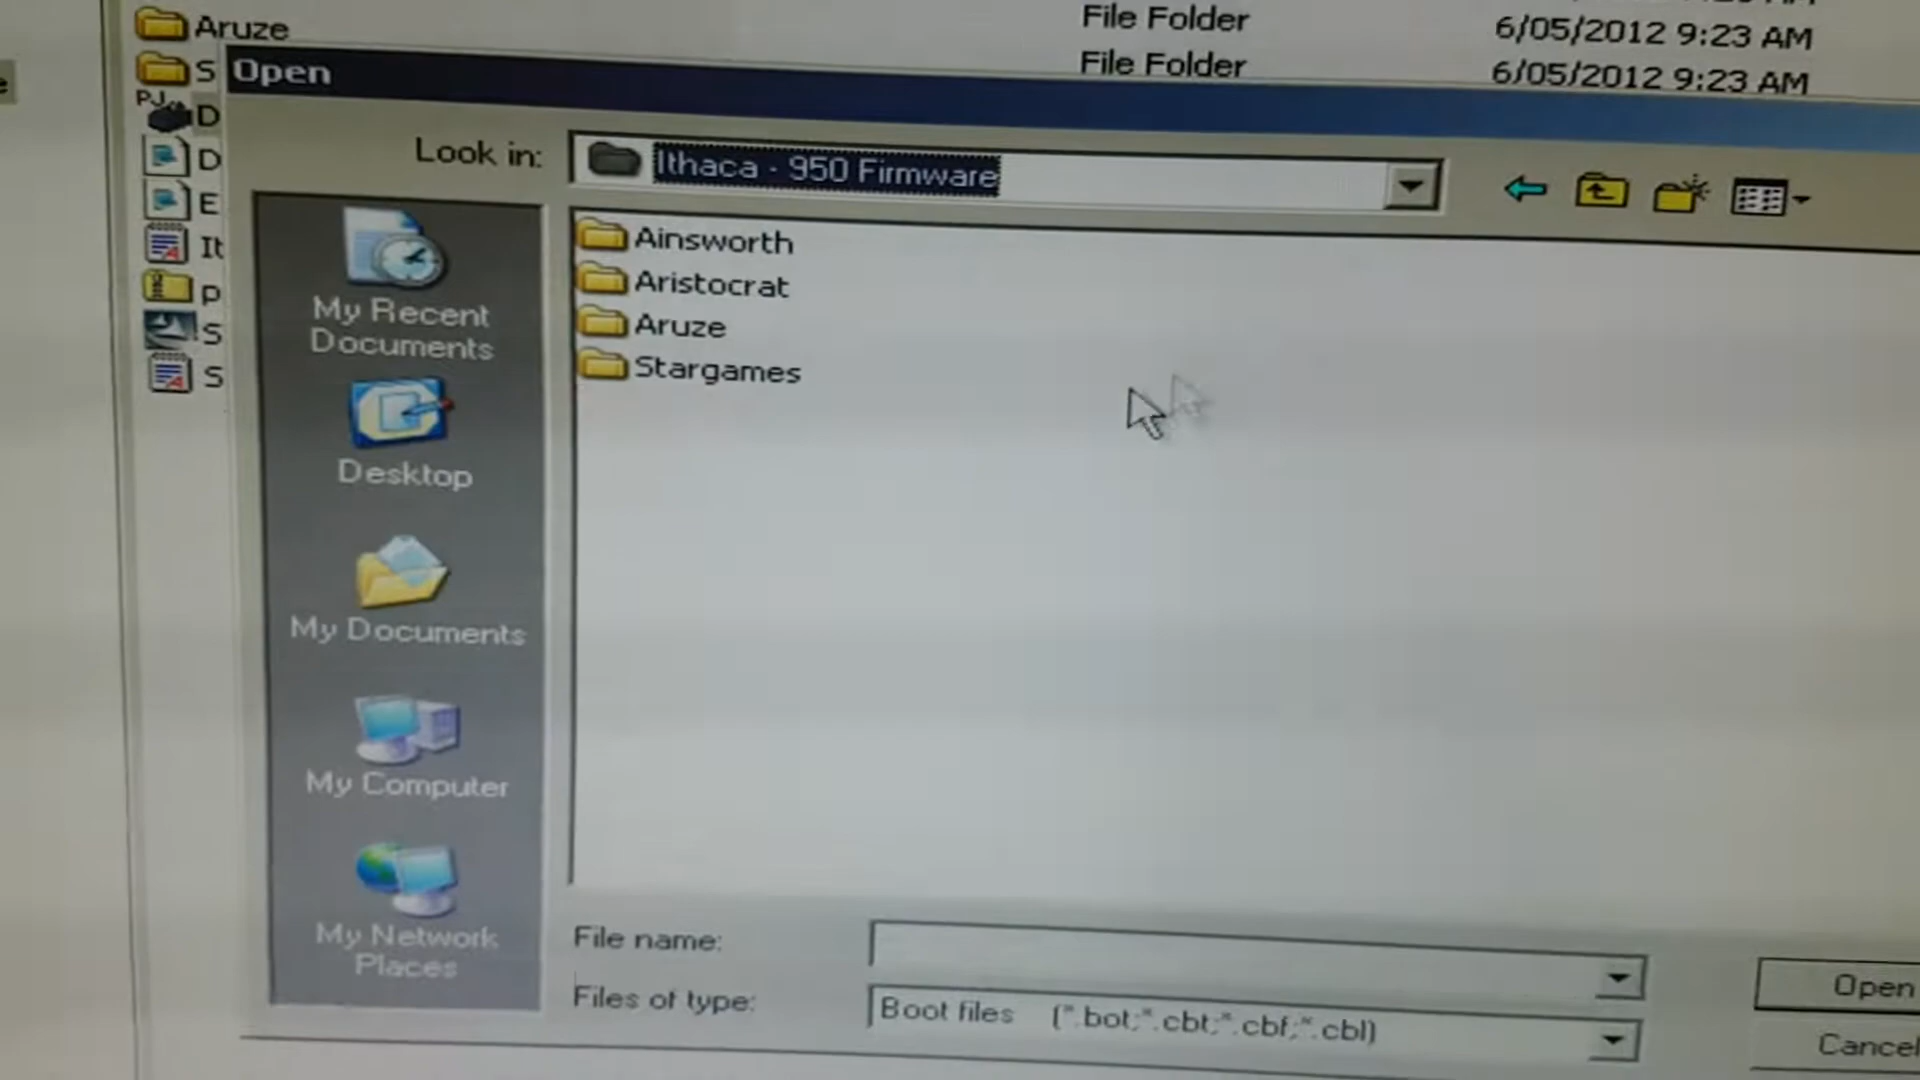 Aruze
File Folder
6/05/2012 9:23 AM
S
File Folder
6/05/2012 9:23 AM
Open
PJ
D
D
E
It
p
S
S
Look in:
Ithaca - 950 Firmware
My Recent
Documents
Desktop
My Documents
My Computer
My Network
Places
Ainsworth
Aristocrat
Aruze
Stargames
File name:
Open
Files of type:
Boot files (*.bot;*.cbt;*.cbf;*.cbl)
Cancel